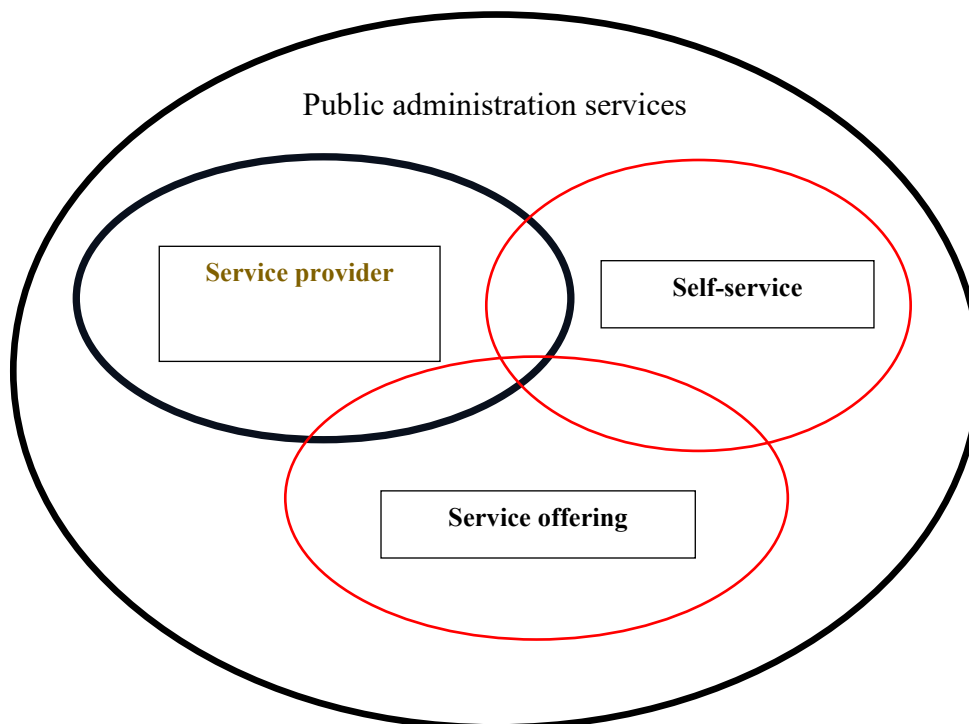 Public administration services
Service provider
Self-service
Service offering